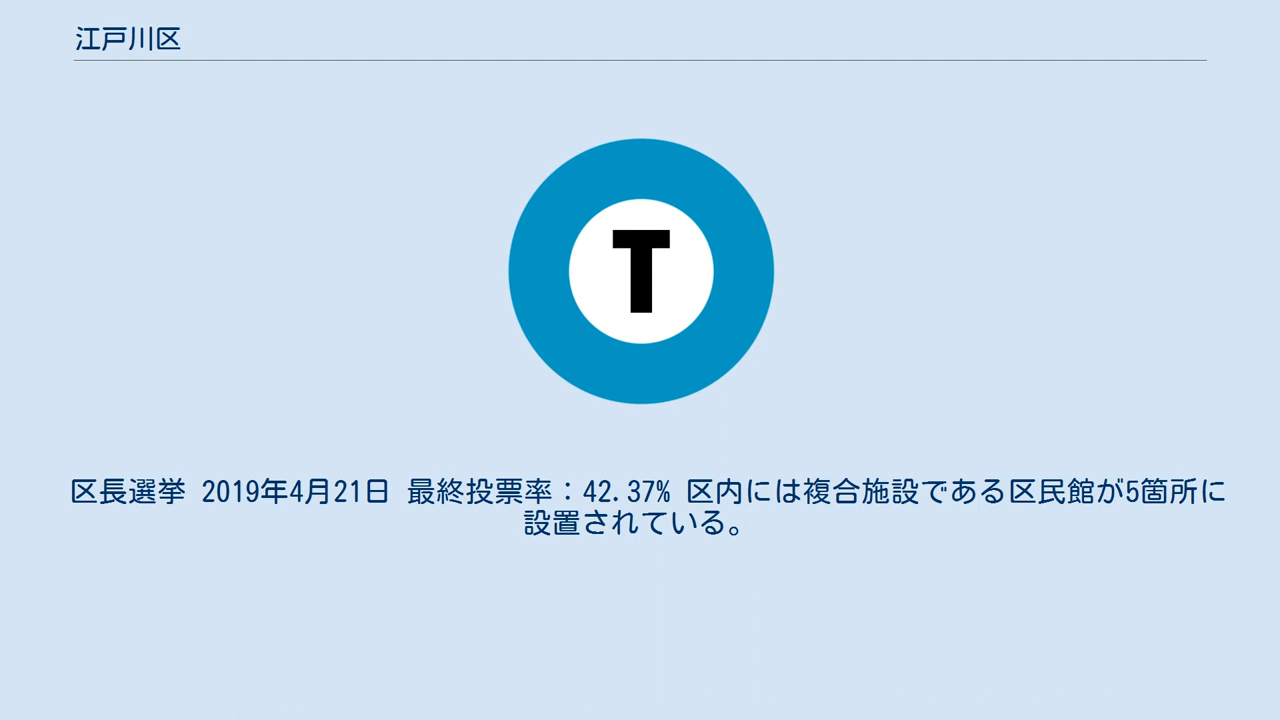 江戸川区
T
区長選挙 2019年4月21日 最終投票率：42.37% 区内には複合施設である区民館が5箇所に
設置されている。